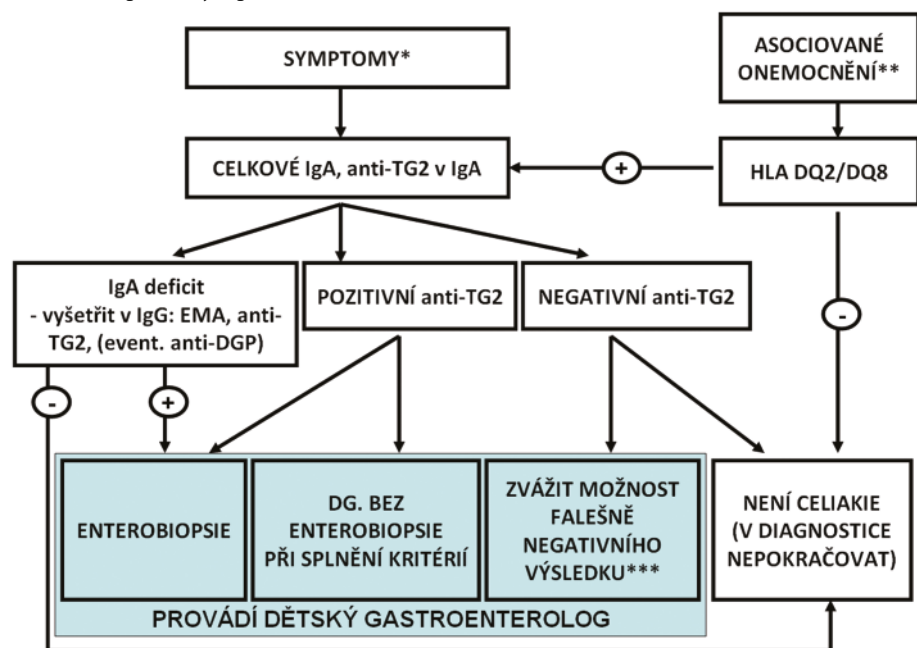 SYMPTOMY*
ASOCIOVANÉ
ONEMOCNĚNÍ**
CELKOVÉ IgA, anti-TG2 v IgA
+
HLA DQ2/DQ8
IgA deficit
- vyšetřit v IgG: EMA, anti-
TG2, (event. anti-DGP)
POZITIVNÍ anti-TG2
NEGATIVNÍ anti-TG2
-
-
+
ENTEROBIOPSIE
DG. BEZ
ENTEROBIOPSIE
PŘI SPLNĚNÍ KRITÉRIÍ
ZVÁŽIT MOŽNOST
FALEŠNĚ
NEGATIVNÍHO
VÝSLEDKU***
NENÍ CELIAKIE
(V DIAGNOSTICE
NEPOKRAČOVAT)
PROVÁDÍ DĚTSKÝ GASTROENTEROLOG